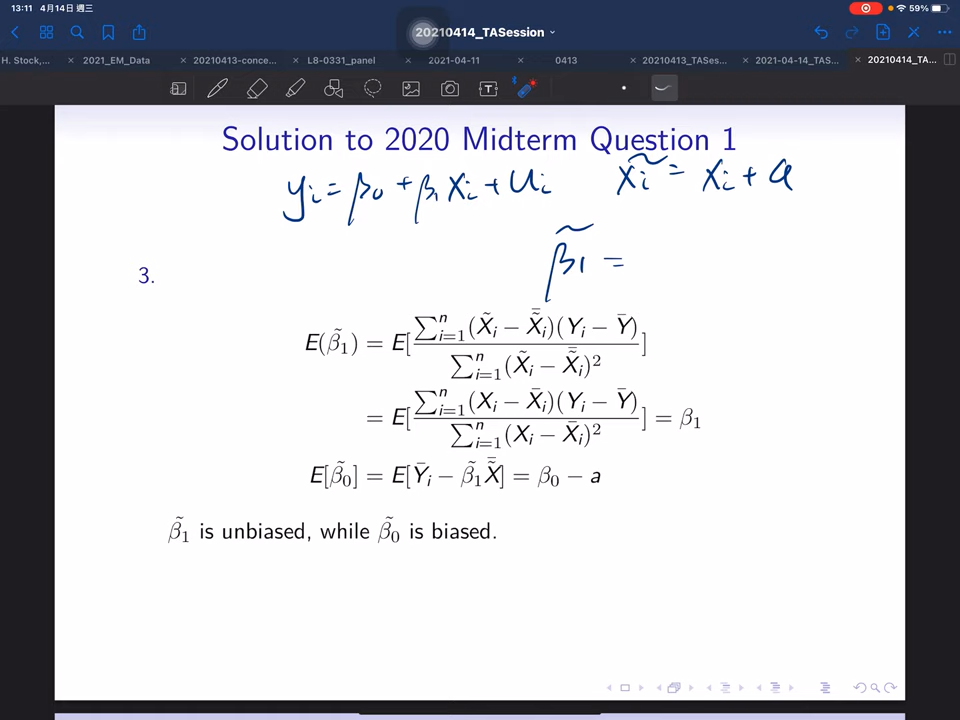 13:11 4月14日 週三
59%
20210414_TASession
H. Stock,...
2021_EM_Data
20210413-conce...
L8-0331_panel
2021-04-11
0413
20210413_TASes...
2021-04-14_TAS...
20210414_TA...
Solution to 2020 Midterm Question 1
yᵢ = β₀ + β₁xᵢ + uᵢ x̃ᵢ = xᵢ + a
β̃₁ =
3.
E(β̃₁) = E[∑ⁿᵢ₌₁(X̃ᵢ − X̃̄ᵢ)(Yᵢ − Ȳ) / ∑ⁿᵢ₌₁(X̃ᵢ − X̃̄ᵢ)²]
= E[∑ⁿᵢ₌₁(Xᵢ − X̄ᵢ)(Yᵢ − Ȳ) / ∑ⁿᵢ₌₁(Xᵢ − X̄ᵢ)²] = β₁
E[β̃₀] = E[Ȳᵢ − β̃₁X̃̄] = β₀ − a
β̃₁ is unbiased, while β̃₀ is biased.